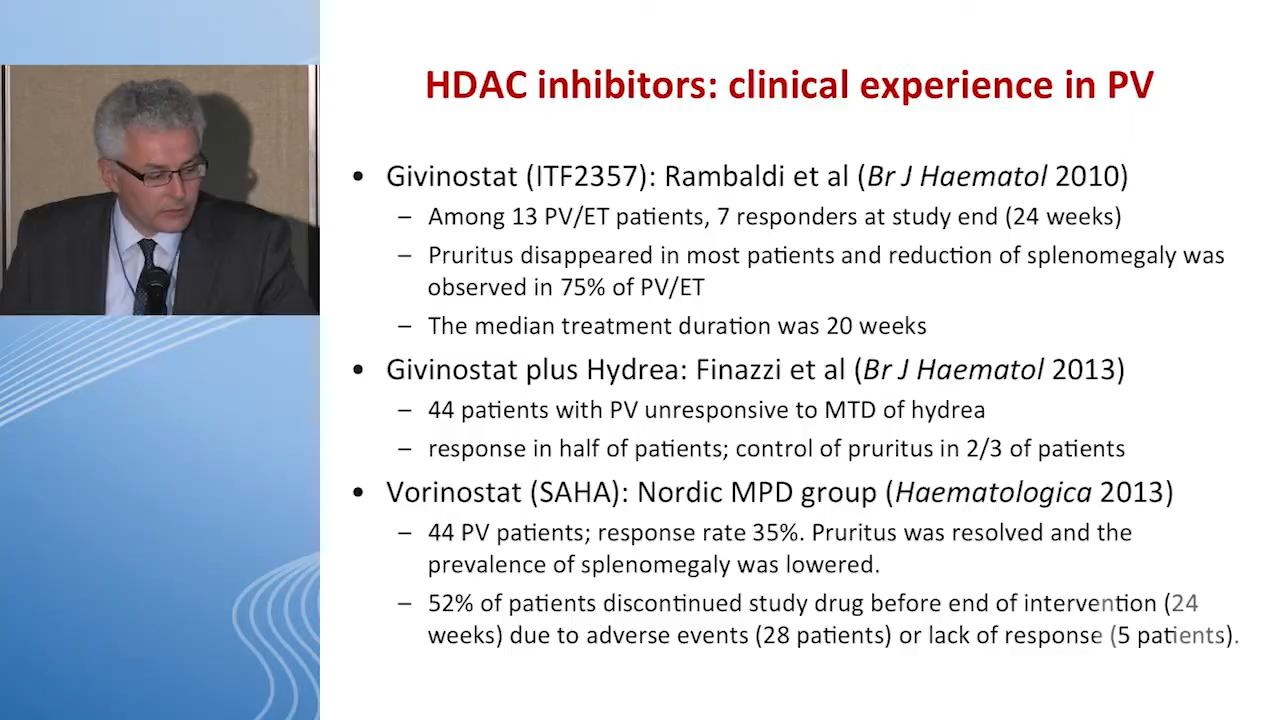 HDAC inhibitors: clinical experience in PV
• Givinostat (ITF2357): Rambaldi et al (Br J Haematol 2010)
– Among 13 PV/ET patients, 7 responders at study end (24 weeks)
– Pruritus disappeared in most patients and reduction of splenomegaly was
observed in 75% of PV/ET
– The median treatment duration was 20 weeks
• Givinostat plus Hydrea: Finazzi et al (Br J Haematol 2013)
– 44 patients with PV unresponsive to MTD of hydrea
– response in half of patients; control of pruritus in 2/3 of patients
• Vorinostat (SAHA): Nordic MPD group (Haematologica 2013)
– 44 PV patients; response rate 35%. Pruritus was resolved and the
prevalence of splenomegaly was lowered.
– 52% of patients discontinued study drug before end of intervention (24
weeks) due to adverse events (28 patients) or lack of response (5 patients).